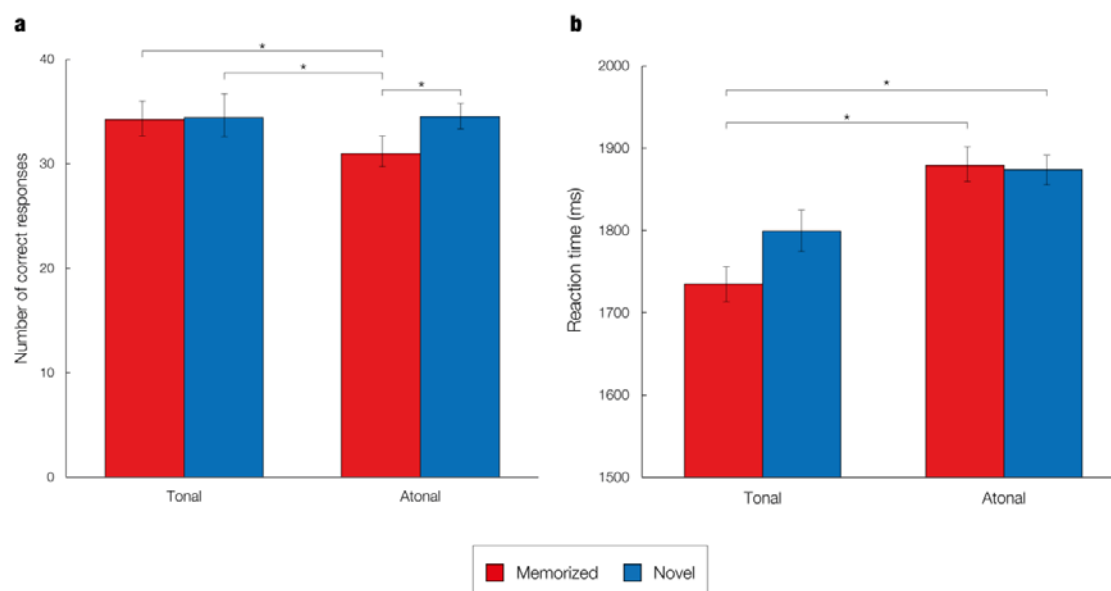 a
Number of correct responses
40
30
20
10
0
*
*
*
Tonal
Atonal
b
Reaction time (ms)
2000
1900
1800
1700
1600
1500
*
*
Tonal
Atonal
Memorized
Novel